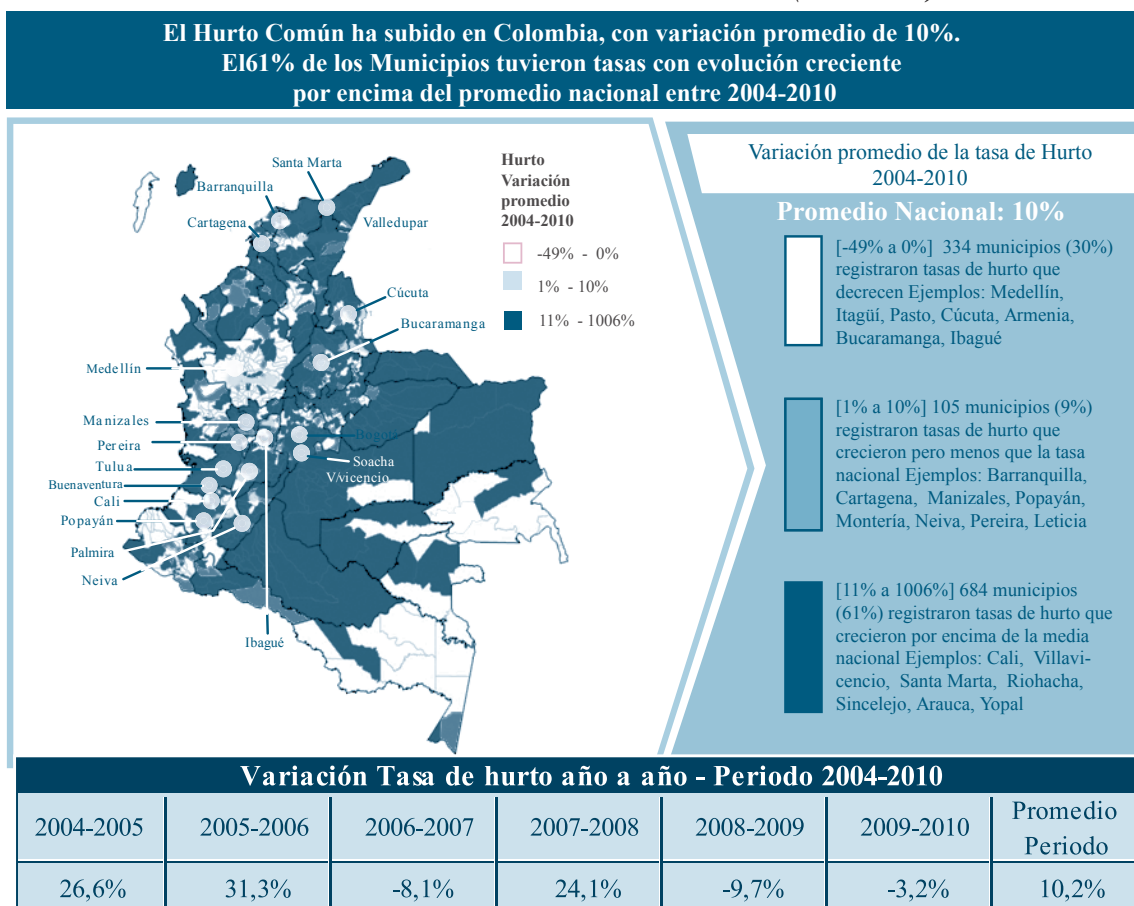 El Hurto Común ha subido en Colombia, con variación promedio de 10%.
El61% de los Municipios tuvieron tasas con evolución creciente
por encima del promedio nacional entre 2004-2010
Santa Marta
Barranquilla
Cartagena
Valledupar
Cúcuta
Bucaramanga
Medellín
Manizales
Pereira
Tulua
Buenaventura
Cali
Popayán
Palmira
Neiva
Ibagué
Bogotá
Soacha
V/vicencio
Hurto
Variación
promedio
2004-2010
-49% - 0%
1% - 10%
11% - 1006%
Variación promedio de la tasa de Hurto
2004-2010
Promedio Nacional: 10%
[-49% a 0%] 334 municipios (30%)
registraron tasas de hurto que
decrecen Ejemplos: Medellín,
Itagüí, Pasto, Cúcuta, Armenia,
Bucaramanga, Ibagué
[1% a 10%] 105 municipios (9%)
registraron tasas de hurto que
crecieron pero menos que la tasa
nacional Ejemplos: Barranquilla,
Cartagena, Manizales, Popayán,
Montería, Neiva, Pereira, Leticia
[11% a 1006%] 684 municipios
(61%) registraron tasas de hurto que
crecieron por encima de la media
nacional Ejemplos: Cali, Villavi-
cencio, Santa Marta, Riohacha,
Sincelejo, Arauca, Yopal
Variación Tasa de hurto año a año - Periodo 2004-2010
2004-2005 2005-2006 2006-2007 2007-2008 2008-2009 2009-2010 Promedio
Periodo
26,6% 31,3% -8,1% 24,1% -9,7% -3,2% 10,2%